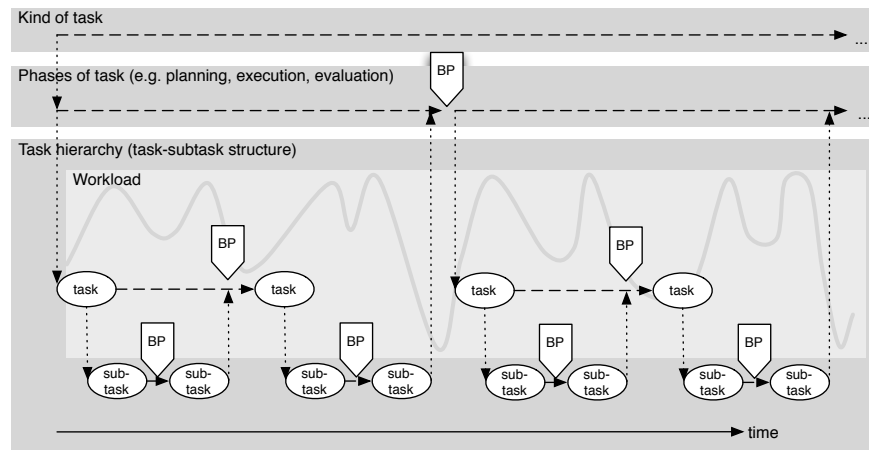 Kind of task
....
Phases of task (e.g. planning, execution, evaluation)
BP
....
Task hierarchy (task-subtask structure)
Workload
BP
BP
task
task
task
task
BP
BP
BP
BP
sub-
task
sub-
task
sub-
task
sub-
task
sub-
task
sub-
task
sub-
task
sub-
task
time